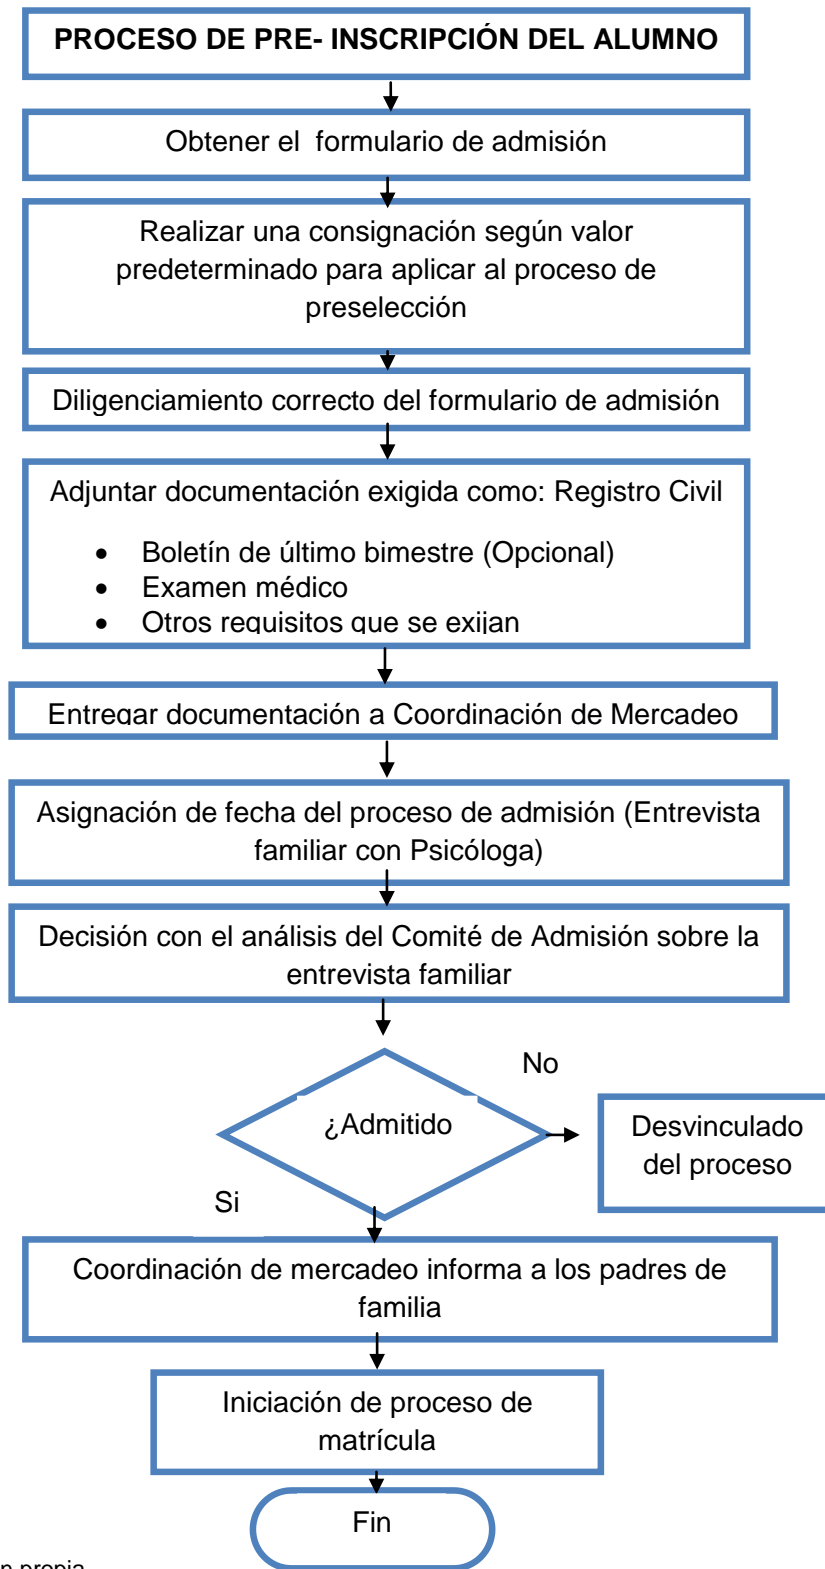 PROCESO DE PRE- INSCRIPCIÓN DEL ALUMNO
Obtener el  formulario de admisión
Realizar una consignación según valor
predeterminado para aplicar al proceso de
preselección
Diligenciamiento correcto del formulario de admisión
Adjuntar documentación exigida como: Registro Civil
• Boletín de último bimestre (Opcional)
• Examen médico
• Otros requisitos que se exijan
Entregar documentación a Coordinación de Mercadeo
Asignación de fecha del proceso de admisión (Entrevista
familiar con Psicóloga)
Decisión con el análisis del Comité de Admisión sobre la
entrevista familiar
No
¿Admitido
Desvinculado
del proceso
Si
Coordinación de mercadeo informa a los padres de
familia
Iniciación de proceso de
matrícula
Fin
n propia